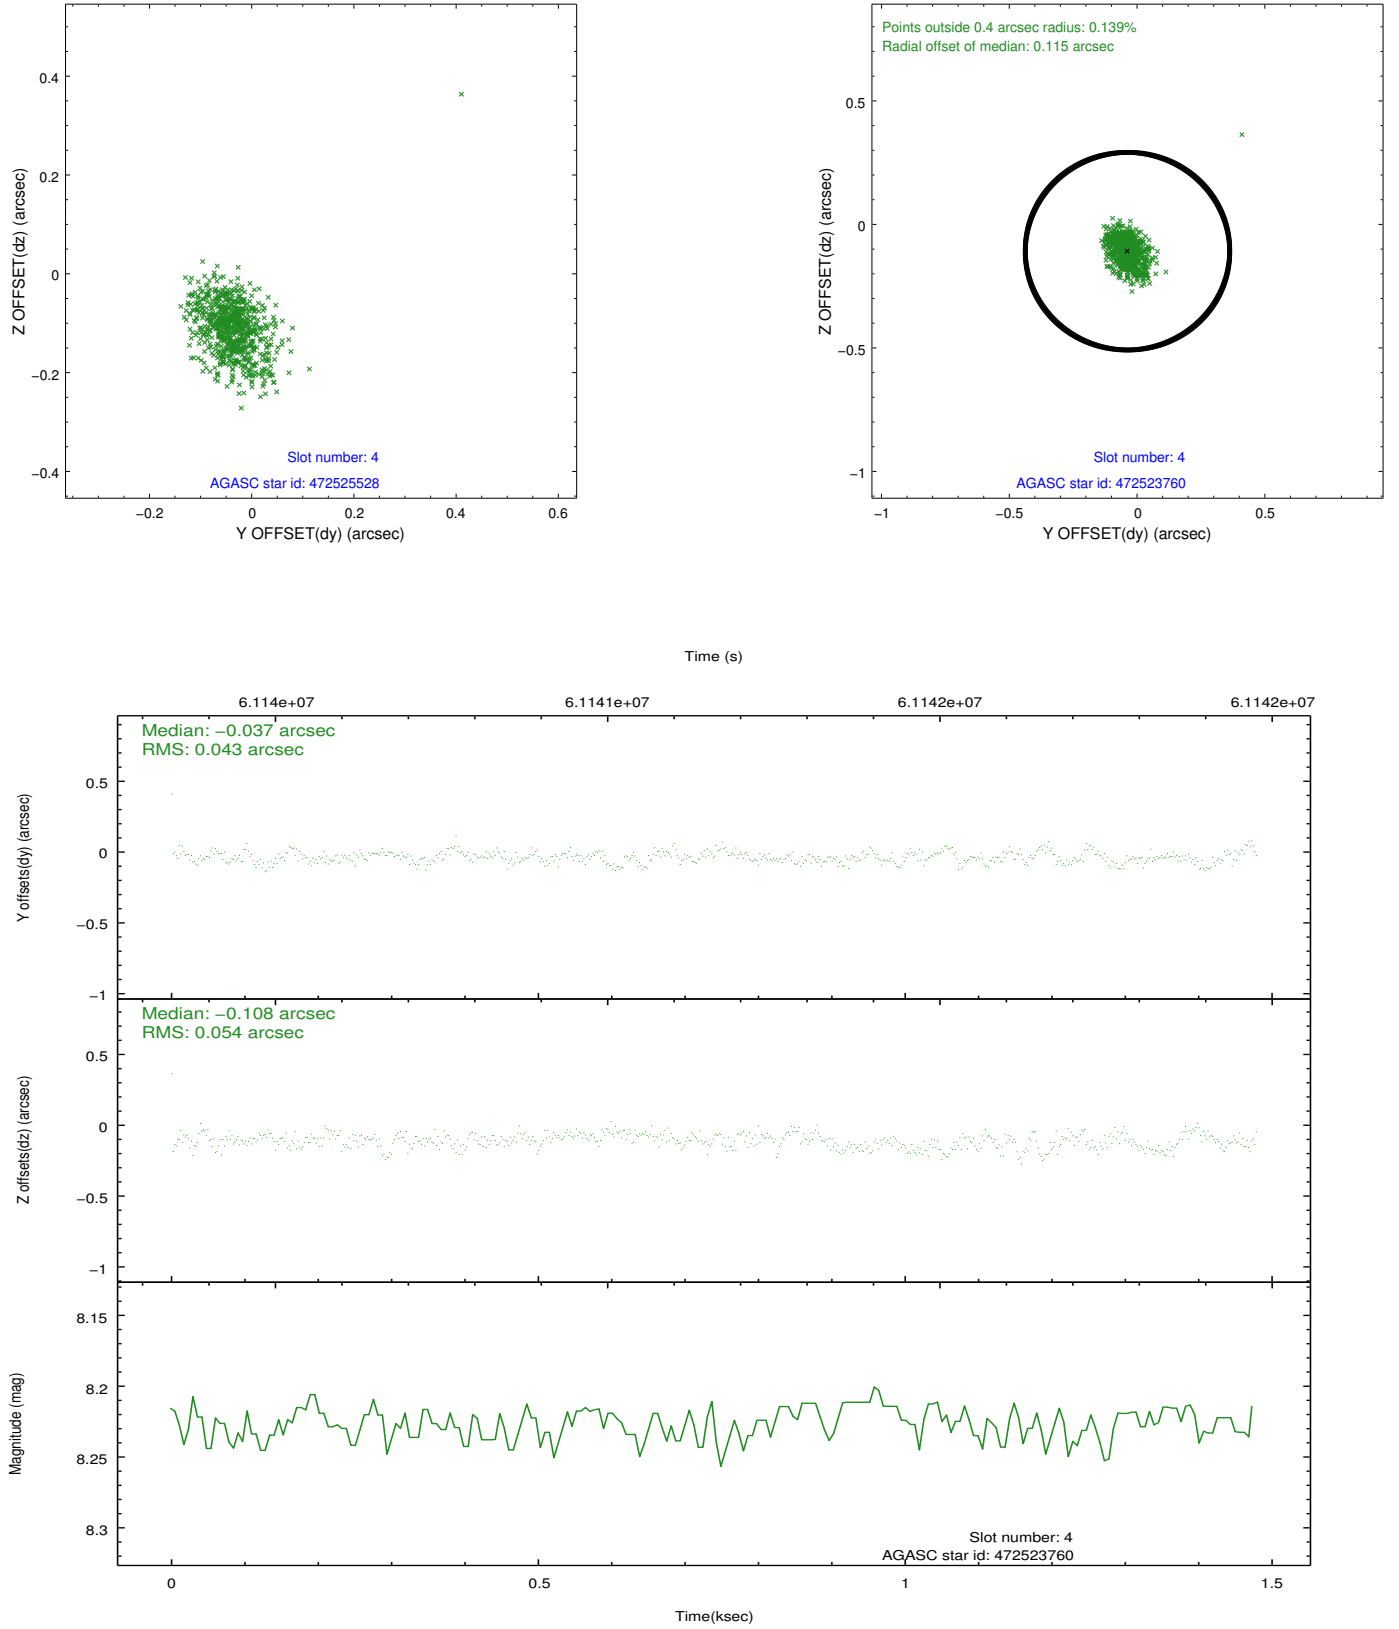 0.4
0.2
0
−0.2
−0.4
Z OFFSET(dz) (arcsec)
Slot number: 4
AGASC star id: 472525528
−0.2
0
0.2
0.4
0.6
Y OFFSET(dy) (arcsec)
Points outside 0.4 arcsec radius: 0.139%
Radial offset of median: 0.115 arcsec
0.5
0
−0.5
−1
Z OFFSET(dz) (arcsec)
Slot number: 4
AGASC star id: 472523760
−1
−0.5
0
0.5
Y OFFSET(dy) (arcsec)
Time (s)
6.114e+07
6.1141e+07
6.1142e+07
6.1142e+07
Median: −0.037 arcsec
RMS: 0.043 arcsec
0.5
0
−0.5
−1
Y offsets(dy) (arcsec)
Median: −0.108 arcsec
RMS: 0.054 arcsec
0.5
0
−0.5
−1
Z offsets(dz) (arcsec)
8.15
8.2
8.25
8.3
Magnitude (mag)
Slot number: 4
AGASC star id: 472523760
0
0.5
1
1.5
Time(ksec)